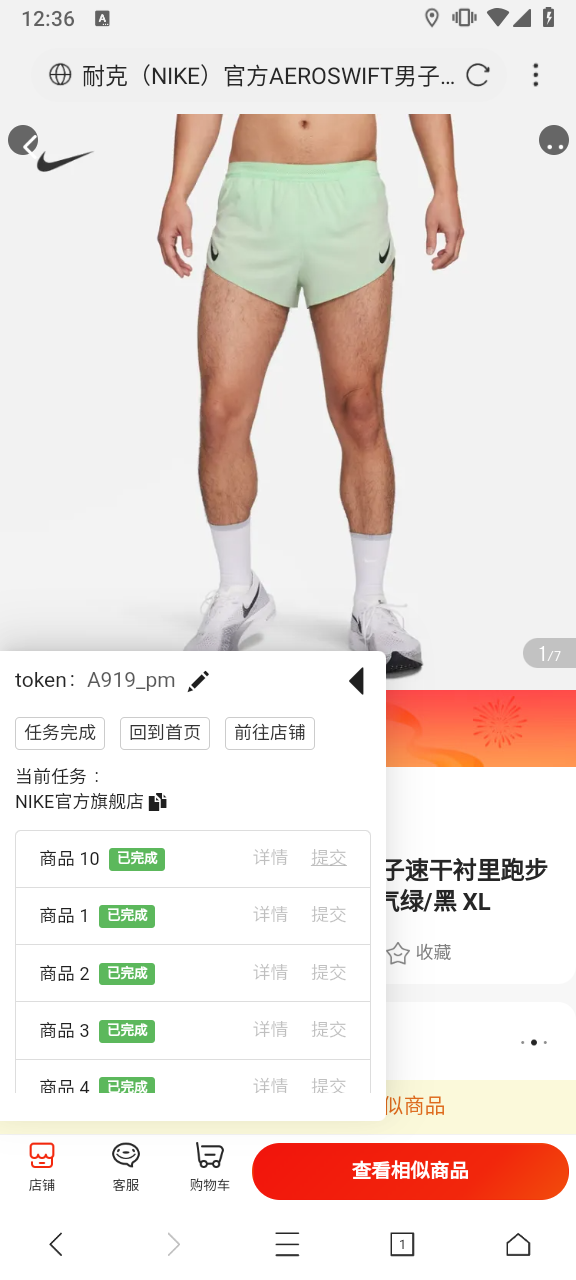 12:36
耐克（NIKE）官方AEROSWIFT男子...
1/7
token： A919_pm
任务完成 回到首页 前往店铺
当前任务：
NIKE官方旗舰店
商品 10 已完成 详情 提交
商品 1 已完成 详情 提交
商品 2 已完成 详情 提交
商品 3 已完成 详情 提交
商品 4 已完成 详情 提交
子速干衬里跑步
气绿/黑 XL
收藏
似商品
店铺 客服 购物车 查看相似商品
1